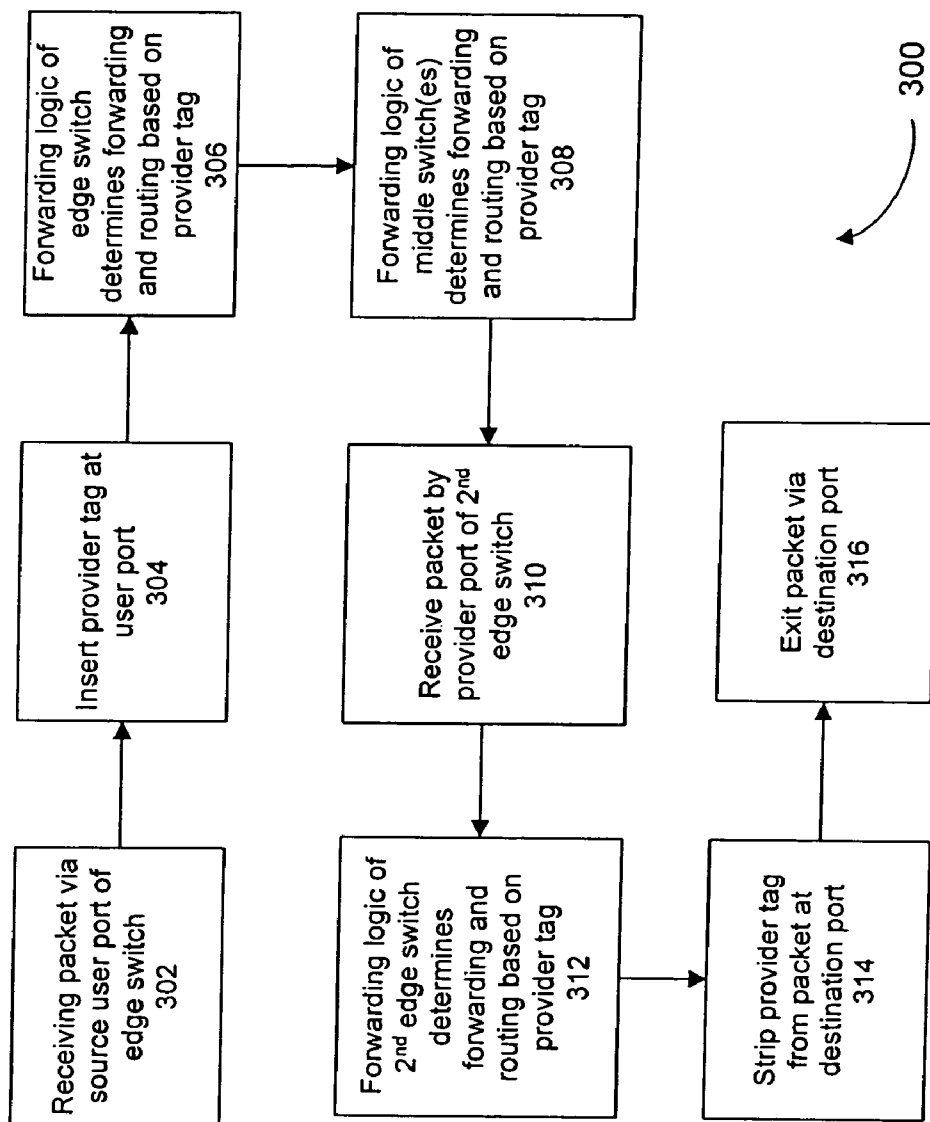 Receiving packet via
source user port of
edge switch
302
Insert provider tag at
user port
304
Forwarding logic of
edge switch
determines forwarding
and routing based on
provider tag
306
Forwarding logic of
middle switch(es)
determines forwarding
and routing based on
provider tag
308
Receive packet by
provider port of 2nd
edge switch
310
Forwarding logic of
2nd edge switch
determines
forwarding and
routing based on
provider tag
312
Strip provider tag
from packet at
destination port
314
Exit packet via
destination port
316
300